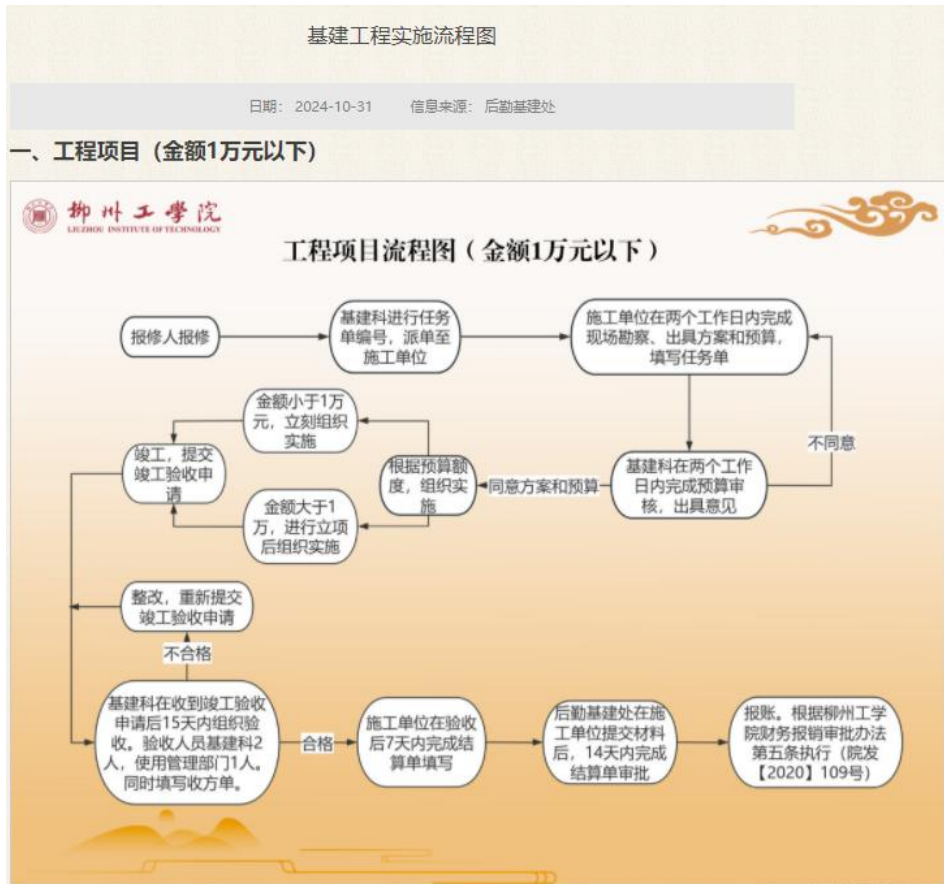 基建工程实施流程图
日期： 2024-10-31 信息来源： 后勤基建处
一、工程项目（金额1万元以下）
柳州工學院
LIUZHOU INSTITUTE OF TECHNOLOGY
工程项目流程图（金额1万元以下）
报修人报修
基建科进行任务
单编号，派单至
施工单位
施工单位在两个工作日内完成
现场勘察、出具方案和预算，
填写任务单
不同意
基建科在两个工作
日内完成预算审
核，出具意见
同意方案和预算
根据预算额
度，组织实
施
金额小于1万
元，立刻组织
实施
金额大于1
万，进行立项
后组织实施
竣工，提交
竣工验收申
请
整改，重新提交
竣工验收申请
不合格
基建科在收到竣工验收
申请后15天内组织验
收。验收人员基建科2
人，使用管理部门1人。
同时填写收方单。
合格
施工单位在验收
后7天内完成结
算单填写
后勤基建处在施
工单位提交材料
后，14天内完成
结算单审批
报账。根据柳州工学
院财务报销审批办法
第五条执行（院发
【2020】109号）